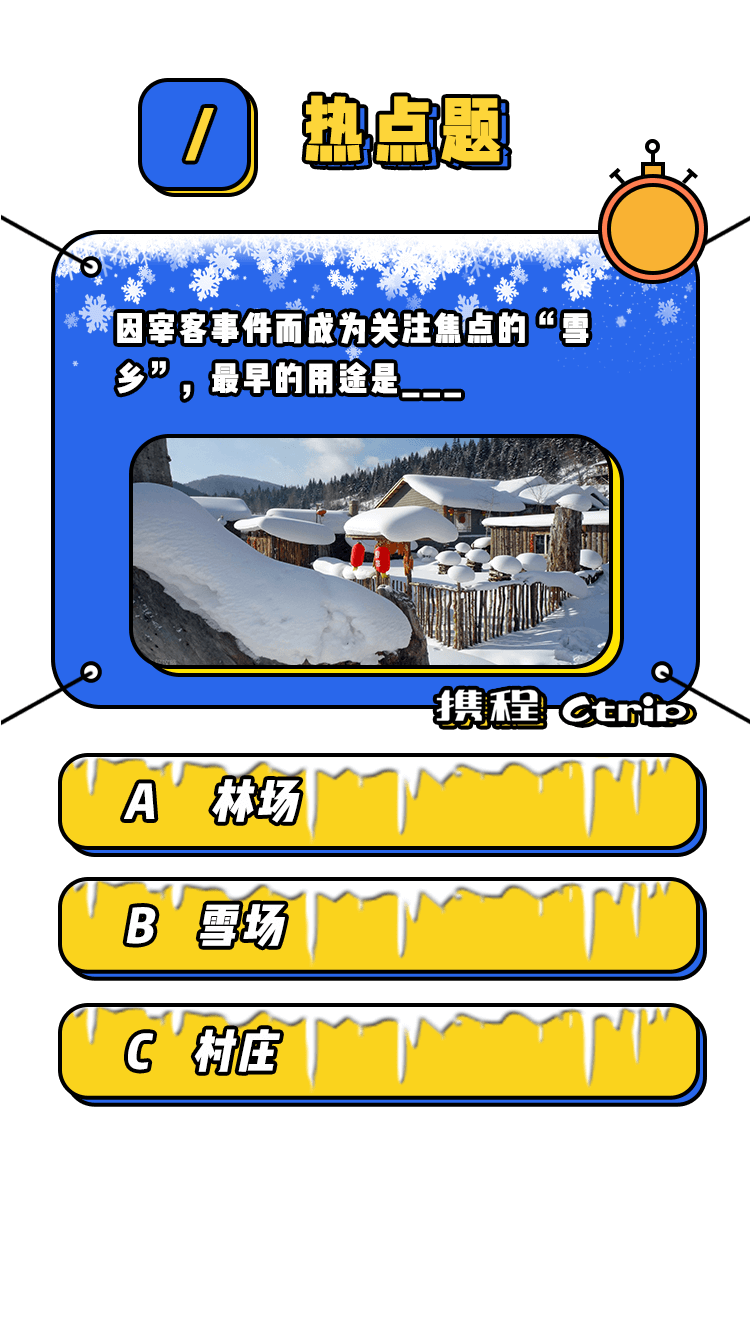 / 热点题
因宰客事件而成为关注焦点的“雪
乡”，最早的用途是___
携程 Ctrip
A 林场
B 雪场
C 村庄